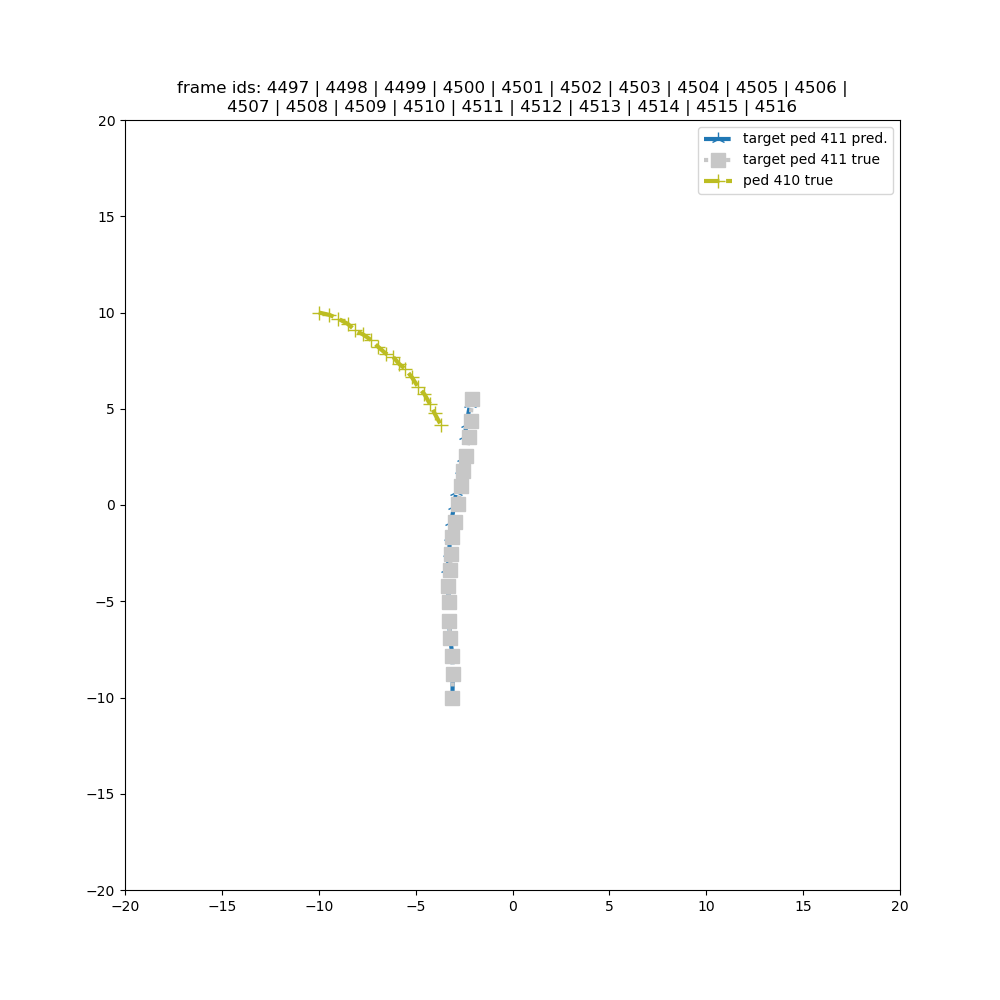 frame ids: 4497 | 4498 | 4499 | 4500 | 4501 | 4502 | 4503 | 4504 | 4505 | 4506 |
4507 | 4508 | 4509 | 4510 | 4511 | 4512 | 4513 | 4514 | 4515 | 4516
target ped 411 pred.
target ped 411 true
ped 410 true
20
15
10
5
0
−5
−10
−15
−20
−20 −15 −10 −5 0 5 10 15 20